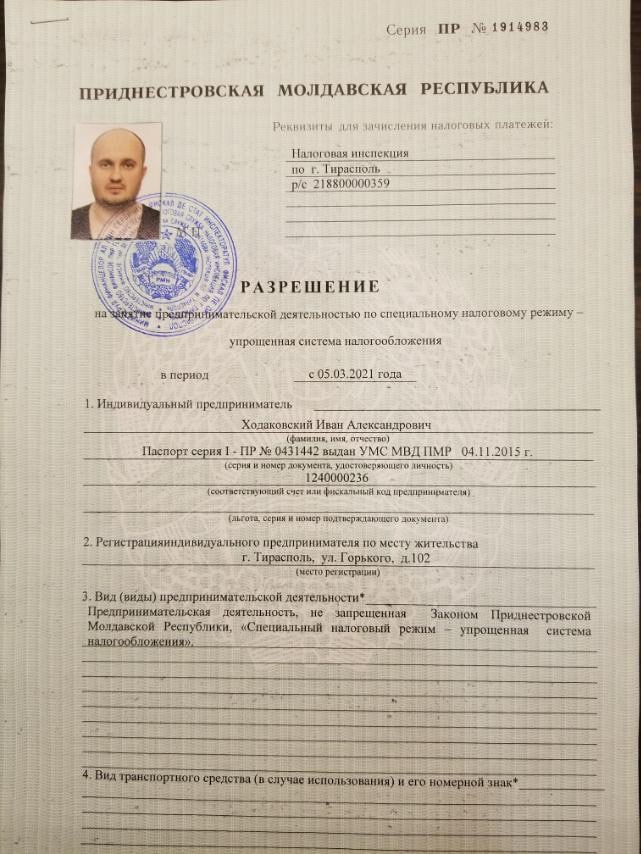 Серия ПР № 1914983
ПРИДНЕСТРОВСКАЯ МОЛДАВСКАЯ РЕСПУБЛИКА
Реквизиты для зачисления налоговых платежей:
Налоговая инспекция
по г. Тирасполь
р/с 218800000359
РАЗРЕШЕНИЕ
на занятие предпринимательской деятельностью по специальному налоговому режиму –
упрощенная система налогообложения
в период с 05.03.2021 года
1. Индивидуальный предприниматель
Ходаковский Иван Александрович
(фамилия, имя, отчество)
Паспорт серия I - ПР № 0431442 выдан УМС МВД ПМР 04.11.2015 г.
(серия и номер документа, удостоверяющего личность)
1240000236
(соответствующий счет или фискальный код предпринимателя)
(льгота, серия и номер подтверждающего документа)
2. Регистрацияиндивидуального предпринимателя по месту жительства
г. Тирасполь, ул. Горького, д.102
(место регистрации)
3. Вид (виды) предпринимательской деятельности*
Предпринимательская деятельность, не запрещенная Законом Приднестровской
Молдавской Республики, «Специальный налоговый режим – упрощенная система
налогообложения».
4. Вид транспортного средства (в случае использования) и его номерной знак*